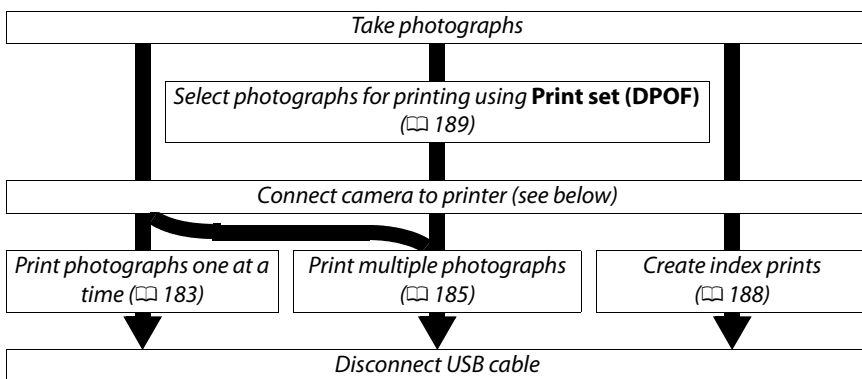 Take photographs
Select photographs for printing using Print set (DPOF)
(📖 189)
Connect camera to printer (see below)
Print photographs one at a
time (📖 183)
Print multiple photographs
(📖 185)
Create index prints
(📖 188)
Disconnect USB cable